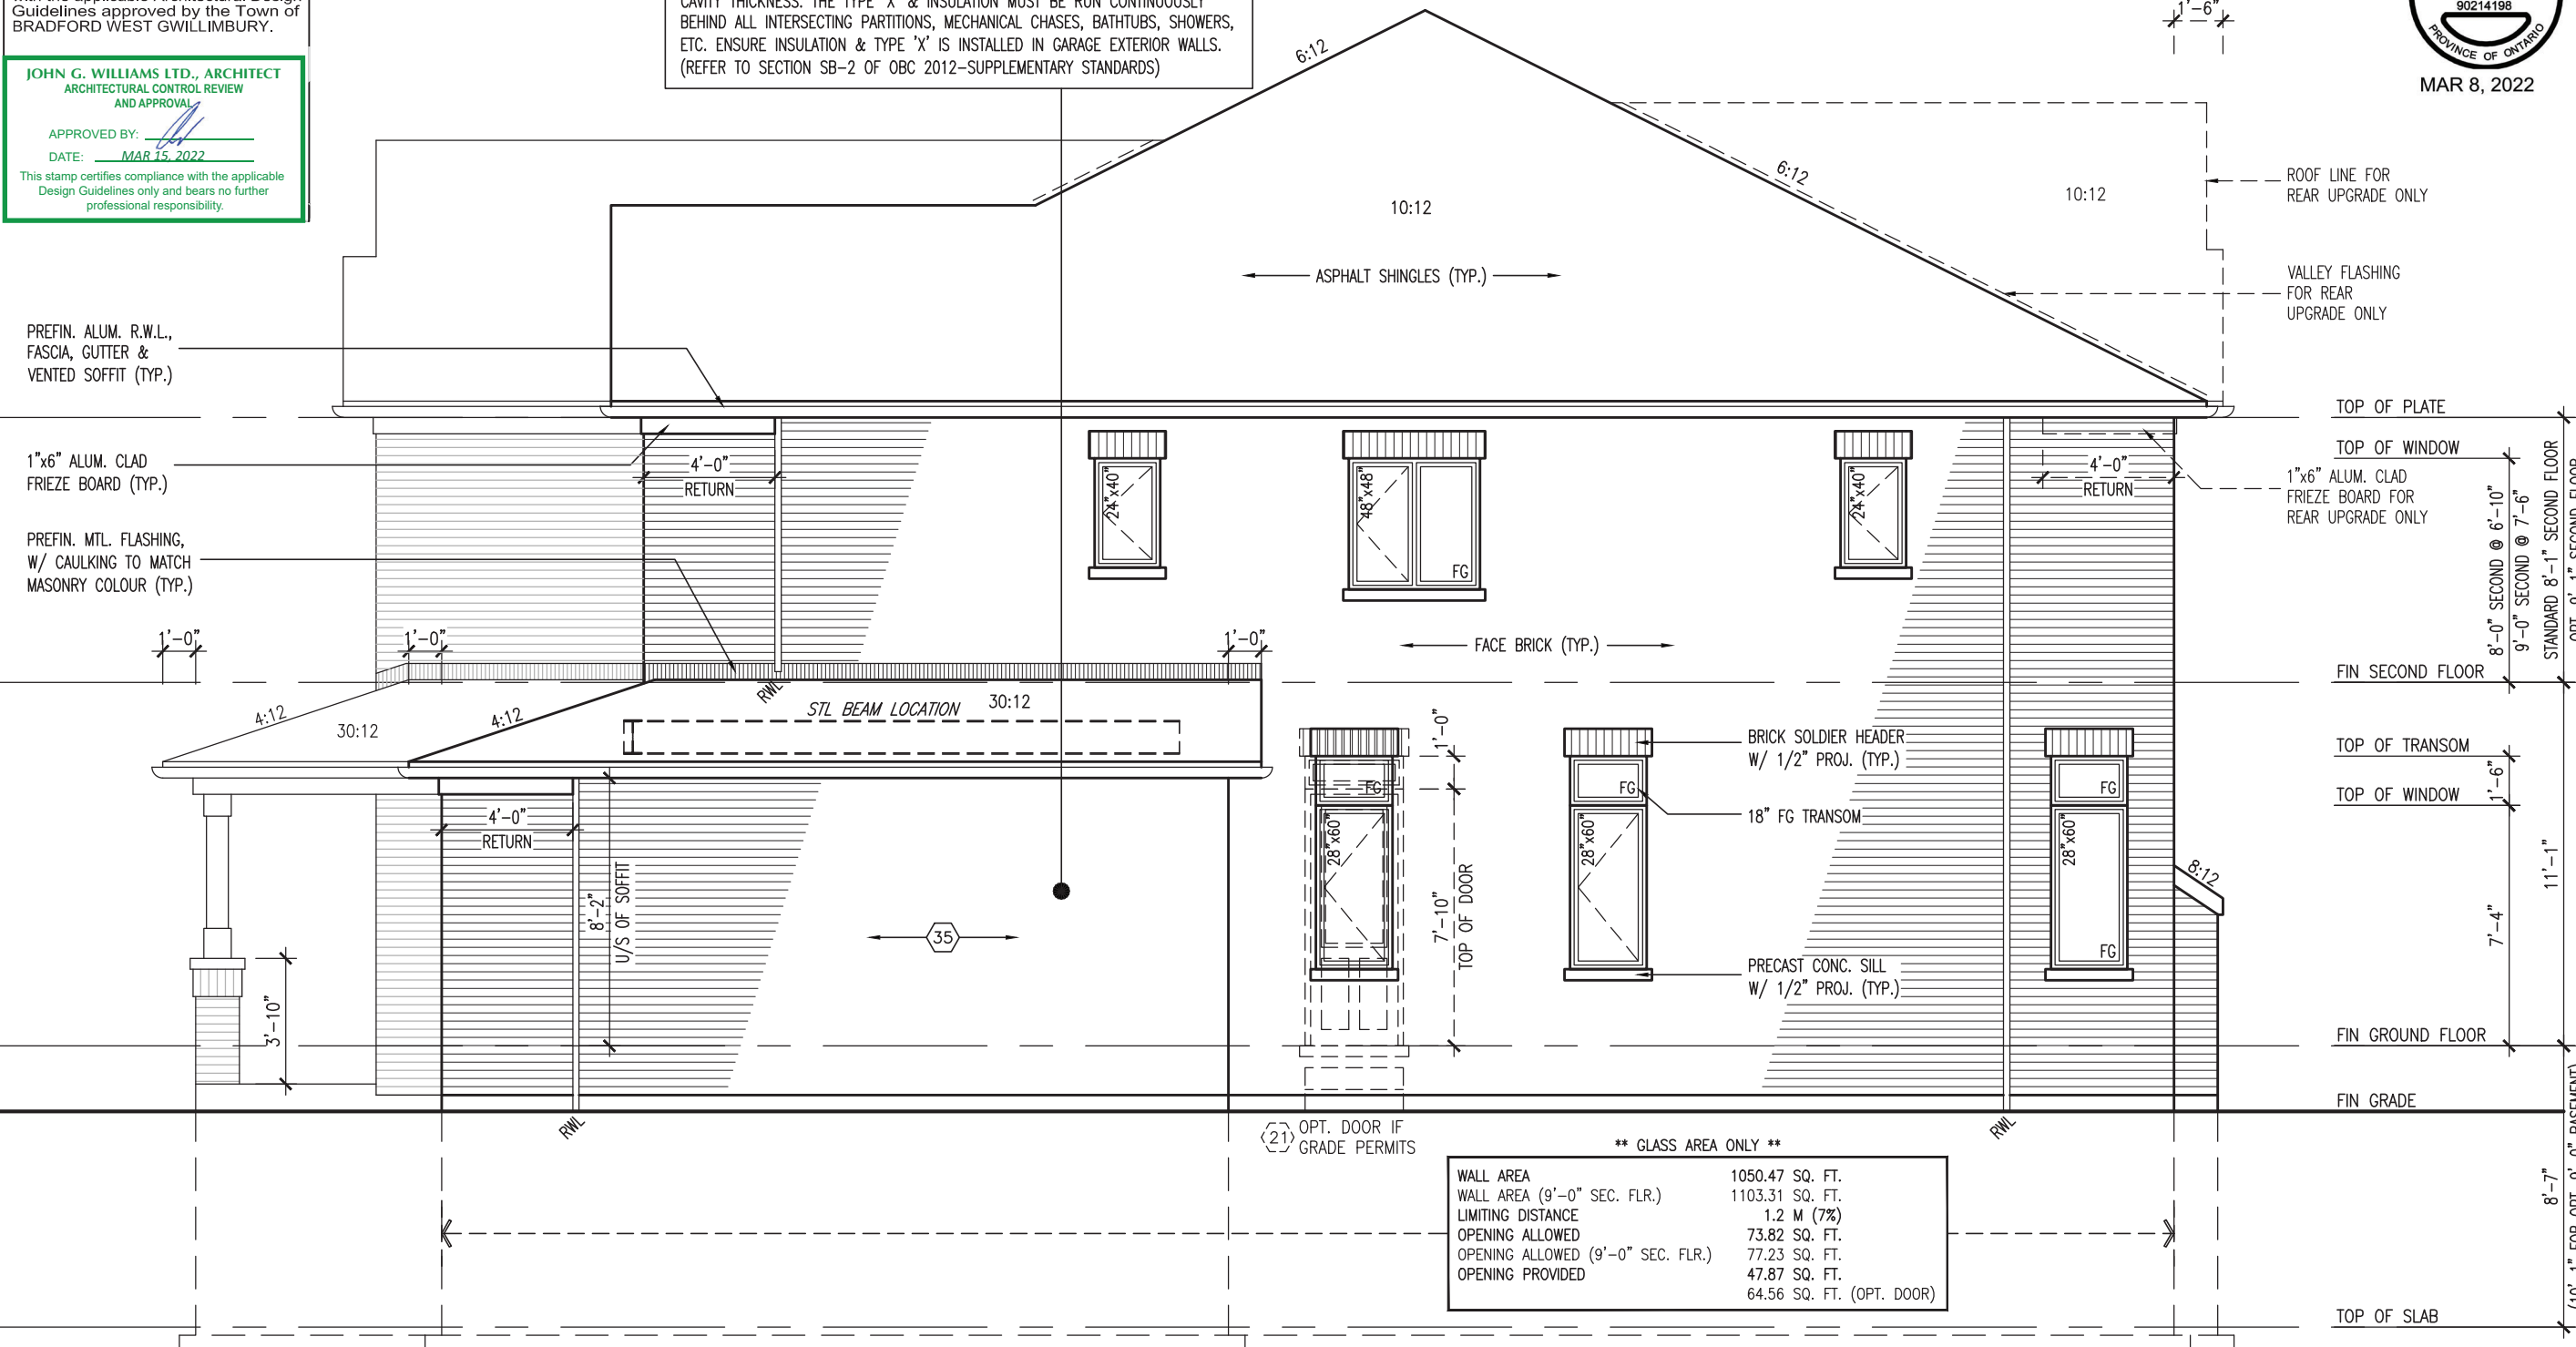 Guidelines approved by the Town of
BRADFORD WEST GWILLIMBURY.
JOHN G. WILLIAMS LTD., ARCHITECT
ARCHITECTURAL CONTROL REVIEW
AND APPROVAL
APPROVED BY:
DATE: MAR 15, 2022
This stamp certifies compliance with the applicable
Design Guidelines only and bears no further
professional responsibility.
CAVITY THICKNESS. THE TYPE 'X' & INSULATION MUST BE RUN CONTINUOUSLY
BEHIND ALL INTERSECTING PARTITIONS, MECHANICAL CHASES, BATHTUBS, SHOWERS,
ETC. ENSURE INSULATION & TYPE 'X' IS INSTALLED IN GARAGE EXTERIOR WALLS.
(REFER TO SECTION SB-2 OF OBC 2012-SUPPLEMENTARY STANDARDS)
1'-6"
90214198
PROVINCE OF ONTARIO
MAR 8, 2022
6:12
6:12
10:12
10:12
ASPHALT SHINGLES (TYP.)
ROOF LINE FOR
REAR UPGRADE ONLY
VALLEY FLASHING
FOR REAR
UPGRADE ONLY
PREFIN. ALUM. R.W.L.,
FASCIA, GUTTER &
VENTED SOFFIT (TYP.)
1"x6" ALUM. CLAD
FRIEZE BOARD (TYP.)
PREFIN. MTL. FLASHING,
W/ CAULKING TO MATCH
MASONRY COLOUR (TYP.)
4'-0"
RETURN
24"x40"
48"x48"
FG
24"x40"
4'-0"
RETURN
1"x6" ALUM. CLAD
FRIEZE BOARD FOR
REAR UPGRADE ONLY
TOP OF PLATE
TOP OF WINDOW
8'-0" SECOND @ 6'-10"
9'-0" SECOND @ 7'-6"
STANDARD 8'-1" SECOND FLOOR
OPT. 9'-1" SECOND FLOOR
FIN SECOND FLOOR
1'-0"
1'-0"
1'-0"
FACE BRICK (TYP.)
RWL
4:12
30:12
4:12
STL BEAM LOCATION
30:12
4'-0"
RETURN
8'-2"
U/S OF SOFFIT
35
3'-10"
1'-0"
7'-10"
TOP OF DOOR
FG
28"x60"
FG
28"x60"
FG
28"x60"
FG
BRICK SOLDIER HEADER
W/ 1/2" PROJ. (TYP.)
18" FG TRANSOM
PRECAST CONC. SILL
W/ 1/2" PROJ. (TYP.)
8:12
TOP OF TRANSOM
1'-6"
TOP OF WINDOW
11'-1"
7'-4"
FIN GROUND FLOOR
FIN GRADE
RWL
RWL
21
OPT. DOOR IF
GRADE PERMITS
** GLASS AREA ONLY **
WALL AREA 1050.47 SQ. FT.
WALL AREA (9'-0" SEC. FLR.) 1103.31 SQ. FT.
LIMITING DISTANCE 1.2 M (7%)
OPENING ALLOWED 73.82 SQ. FT.
OPENING ALLOWED (9'-0" SEC. FLR.) 77.23 SQ. FT.
OPENING PROVIDED 47.87 SQ. FT.
64.56 SQ. FT. (OPT. DOOR)
8'-7"
TOP OF SLAB